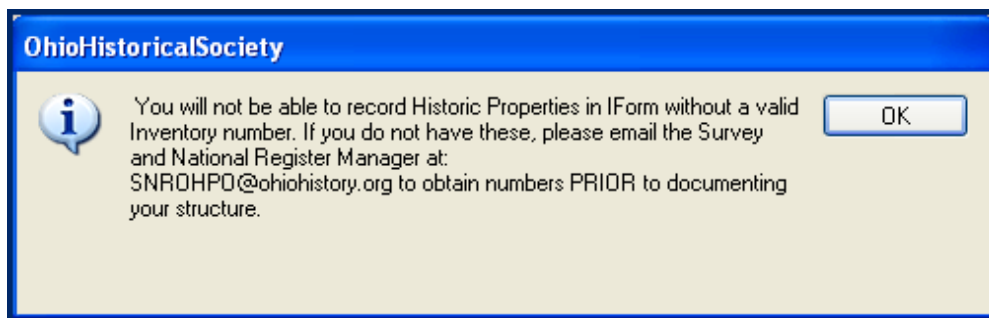 OhioHistoricalSociety
You will not be able to record Historic Properties in IForm without a valid
Inventory number. If you do not have these, please email the Survey
and National Register Manager at:
SNROHPO@ohiohistory.org to obtain numbers PRIOR to documenting
your structure.
OK